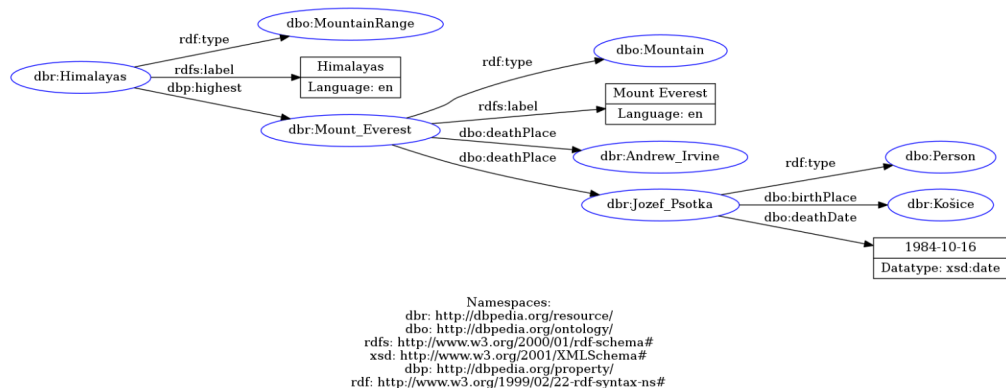 dbo:MountainRange
rdf:type
dbo:Mountain
rdf:type
Himalayas
rdfs:label
dbr:Himalayas
Language: en
dbp:highest
Mount Everest
rdfs:label
Language: en
dbr:Mount_Everest
dbo:deathPlace
dbr:Andrew_Irvine
dbo:Person
dbo:deathPlace
rdf:type
dbo:birthPlace
dbr:Jozef_Psotka
dbr:Košice
dbo:deathDate
1984-10-16
Datatype: xsd:date
Namespaces:
dbr: http://dbpedia.org/resource/
dbo: http://dbpedia.org/ontology/
rdfs: http://www.w3.org/2000/01/rdf-schema#
xsd: http://www.w3.org/2001/XMLSchema#
dbp: http://dbpedia.org/property/
rdf: http://www.w3.org/1999/02/22-rdf-syntax-ns#